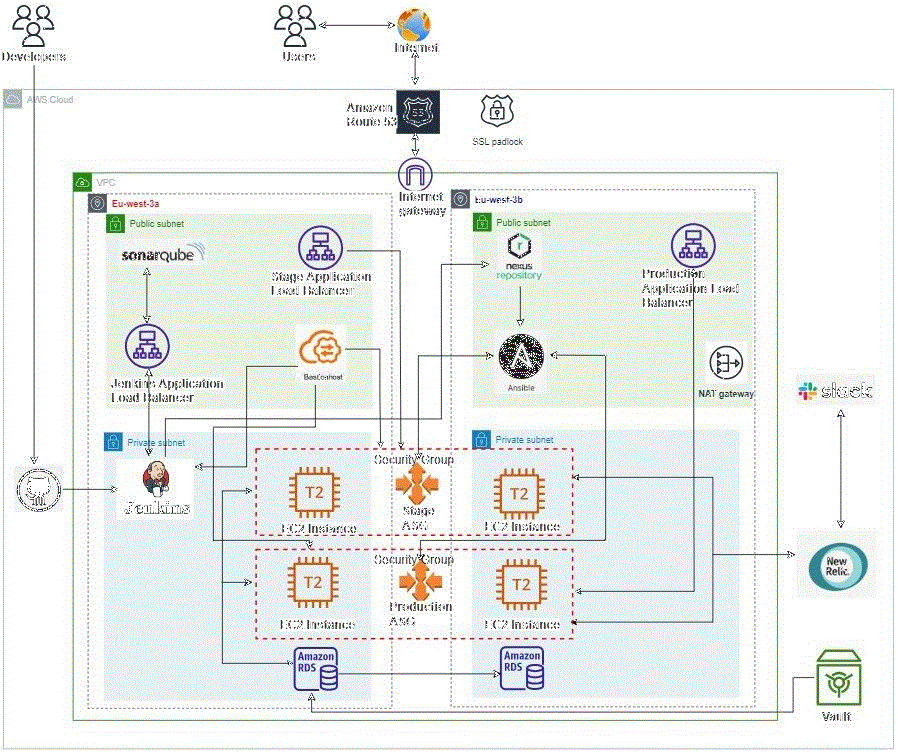 Developers
Users
Internet
AWS Cloud
Amazon
Route 53
53
SSL padlock
VPC
Internet
gateway
Eu-west-3a
Public subnet
sonarqube
Stage Application
Load Balancer
Jenkins Application
Load Balancer
Bastionhost
Private subnet
Jenkins
Eu-west-3b
Public subnet
nexus
repository
Production
Application Load
Balancer
Ansible
NAT gateway
Private subnet
Security Group
T2
EC2 Instance
Stage
ASG
T2
EC2 Instance
Security Group
T2
EC2 Instance
Production
ASG
T2
EC2 Instance
Amazon
RDS
Amazon
RDS
slack
New
Relic.
Vault